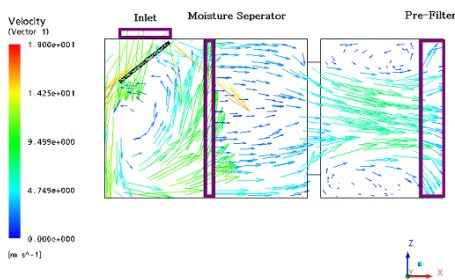 Inlet
Moisture Seperator
Pre-Filter
Velocity
(Vector 1)
1.900e+001
1.425e+001
9.499e+000
4.749e+000
0.000e+000
[m s^-1]
Z
Y
X